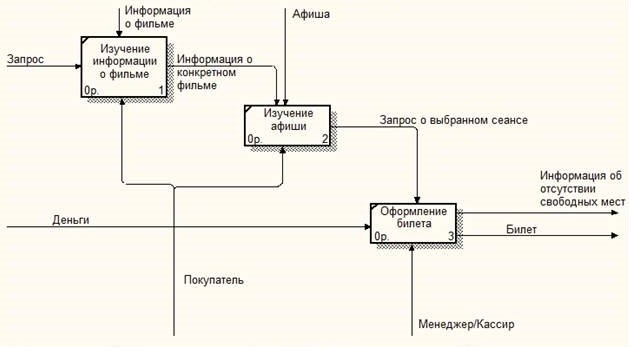 Информация
о фильме
Афиша
Запрос
Изучение
информации
о фильме
0р. 1
Информация о
конкретном
фильме
Изучение
афиши
0р. 2
Запрос о выбранном сеансе
Информация об
отсутствии
свободных мест
Деньги
Оформление
билета
0р. 3
Билет
Покупатель
Менеджер/Кассир